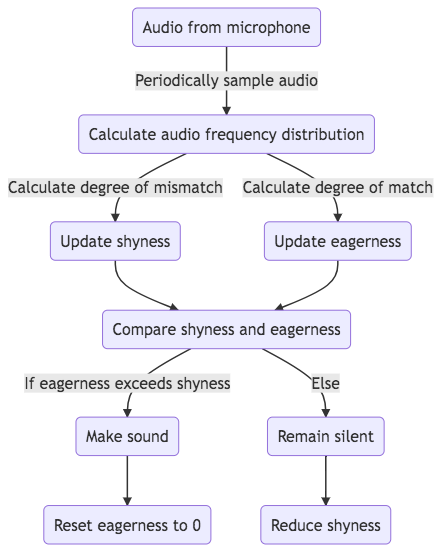 Audio from microphone
Periodically sample audio
Calculate audio frequency distribution
Calculate degree of mismatch
Calculate degree of match
Update shyness
Update eagerness
Compare shyness and eagerness
If eagerness exceeds shyness
Else
Make sound
Remain silent
Reset eagerness to 0
Reduce shyness